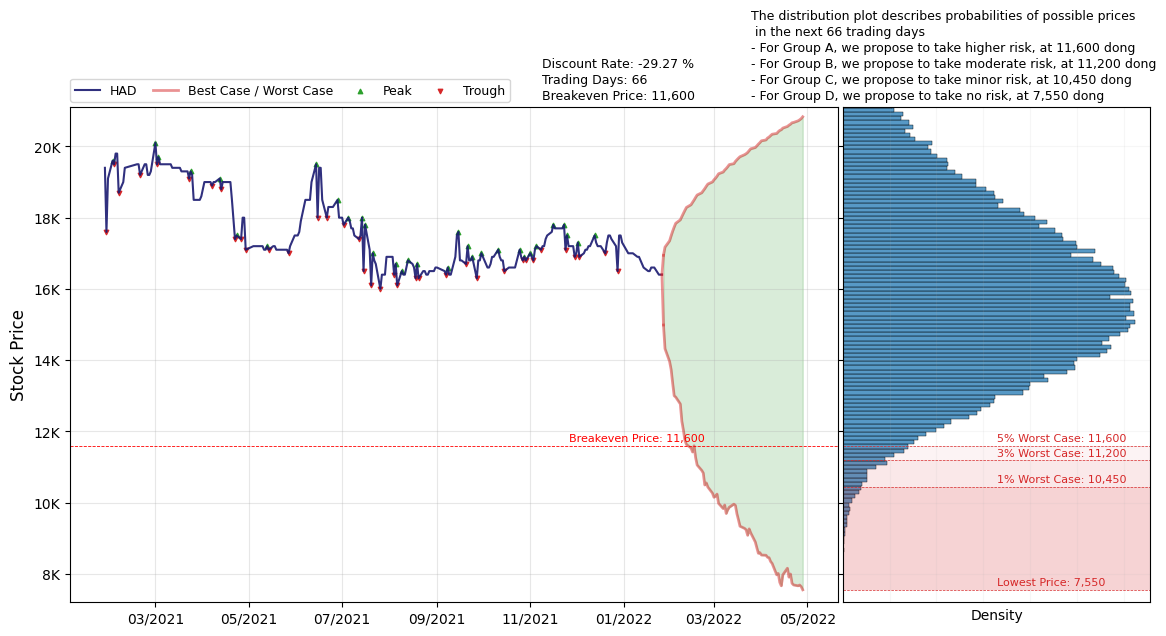 The distribution plot describes probabilities of possible prices
in the next 66 trading days
- For Group A, we propose to take higher risk, at 11,600 dong
- For Group B, we propose to take moderate risk, at 11,200 dong
- For Group C, we propose to take minor risk, at 10,450 dong
- For Group D, we propose to take no risk, at 7,550 dong
Discount Rate: -29.27 %
Trading Days: 66
Breakeven Price: 11,600
HAD Best Case / Worst Case Peak Trough
Stock Price
20K
18K
16K
14K
12K
10K
8K
Breakeven Price: 11,600
5% Worst Case: 11,600
3% Worst Case: 11,200
1% Worst Case: 10,450
Lowest Price: 7,550
03/2021 05/2021 07/2021 09/2021 11/2021 01/2022 03/2022 05/2022
Density